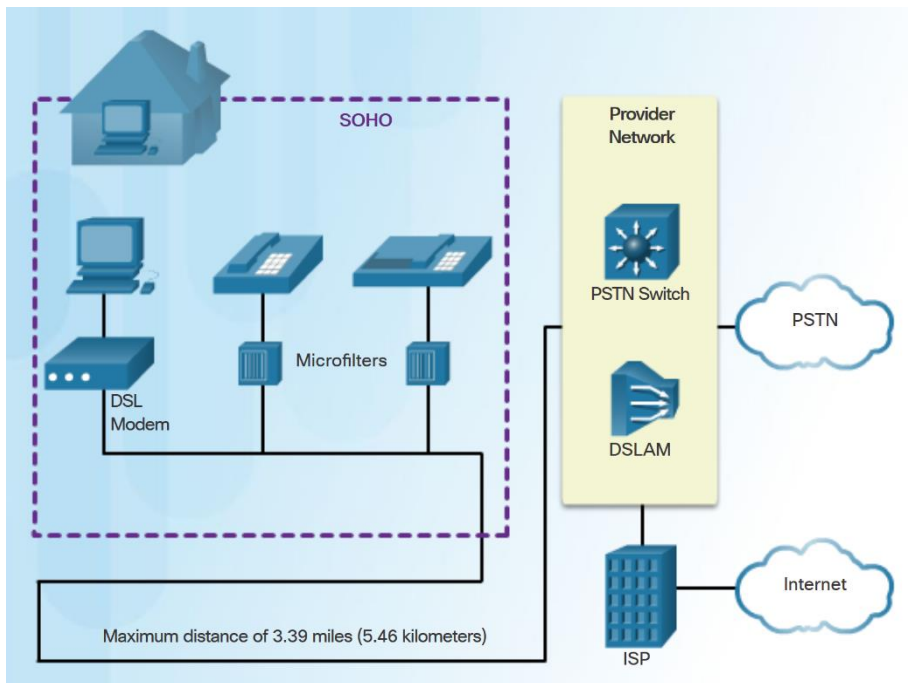 SOHO
Provider
Network
PSTN Switch
PSTN
Microfilters
DSL
Modem
DSLAM
Internet
Maximum distance of 3.39 miles (5.46 kilometers)
ISP